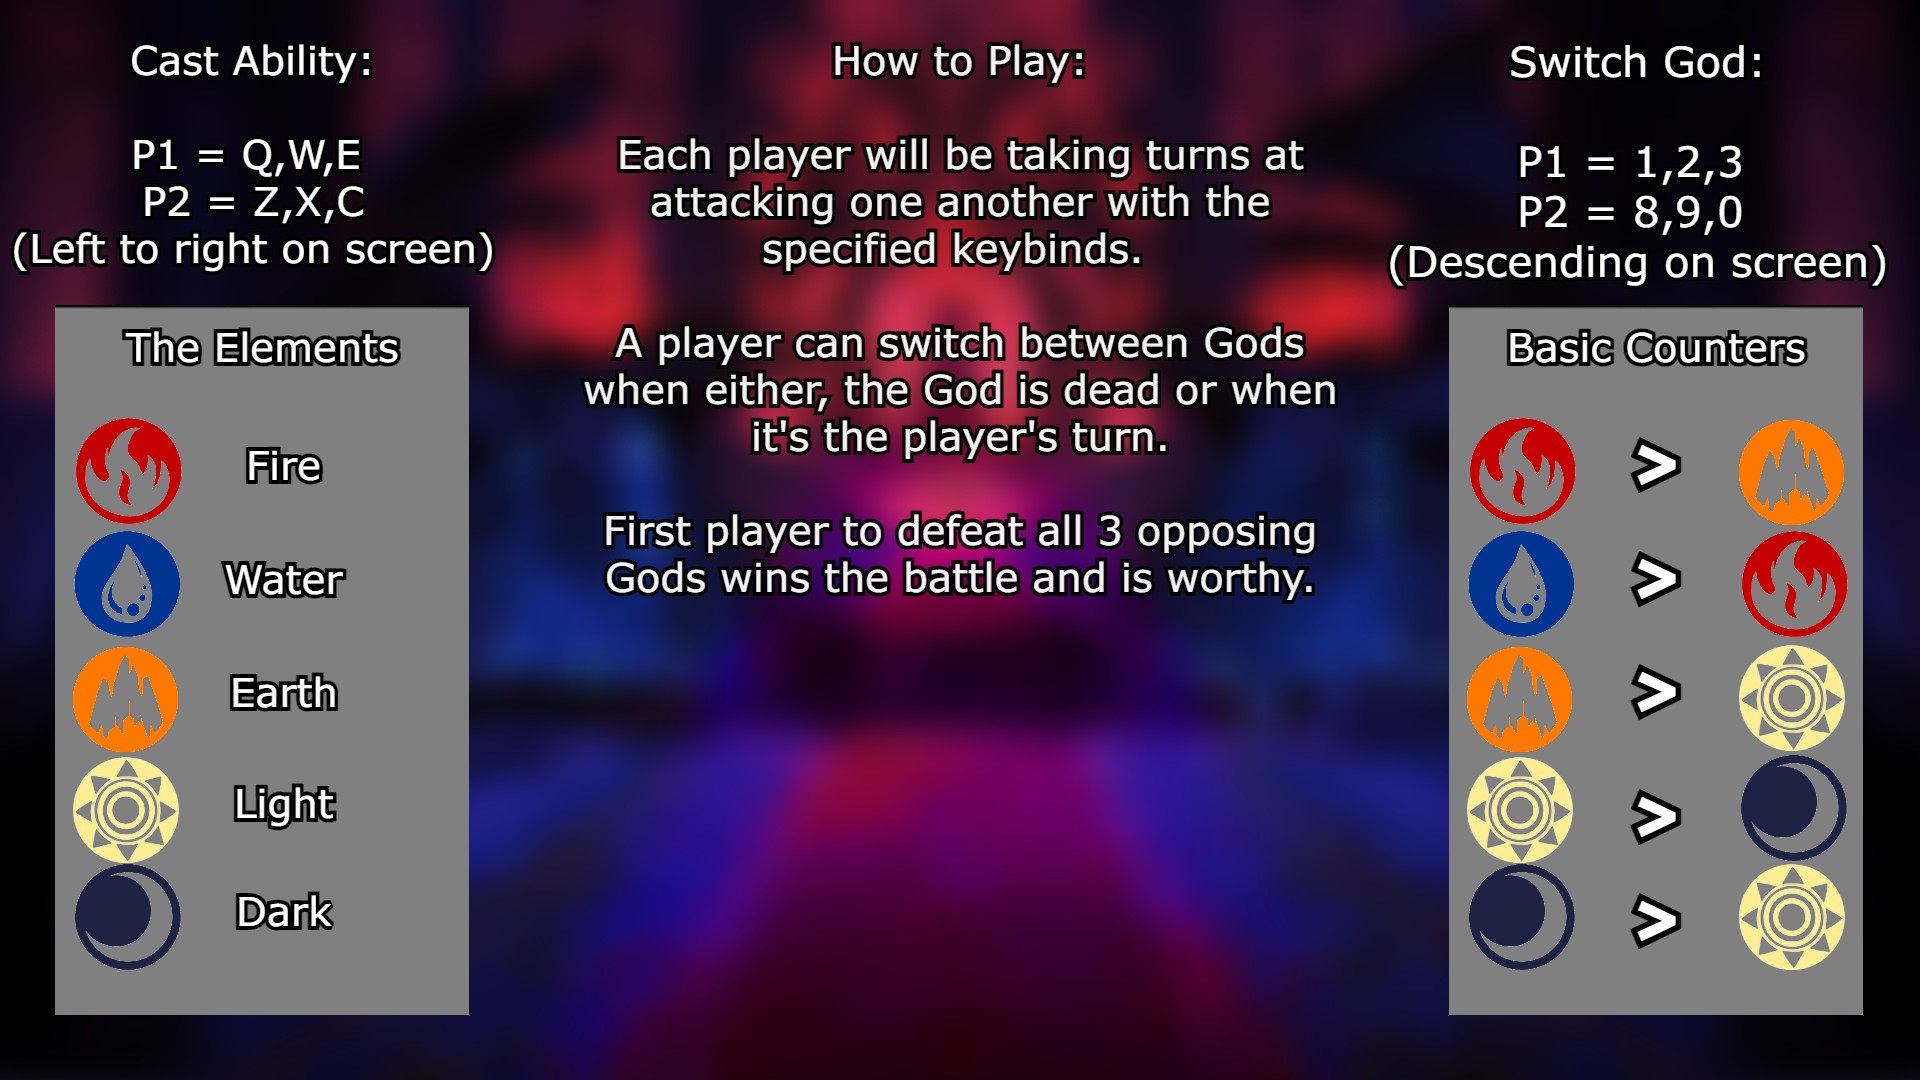 Cast Ability:
P1 = Q,W,E
P2 = Z,X,C
(Left to right on screen)
The Elements
Fire
Water
Earth
Light
Dark
How to Play:
Each player will be taking turns at
attacking one another with the
specified keybinds.
A player can switch between Gods
when either, the God is dead or when
it's the player's turn.
First player to defeat all 3 opposing
Gods wins the battle and is worthy.
Switch God:
P1 = 1,2,3
P2 = 8,9,0
(Descending on screen)
Basic Counters
>
>
>
>
>